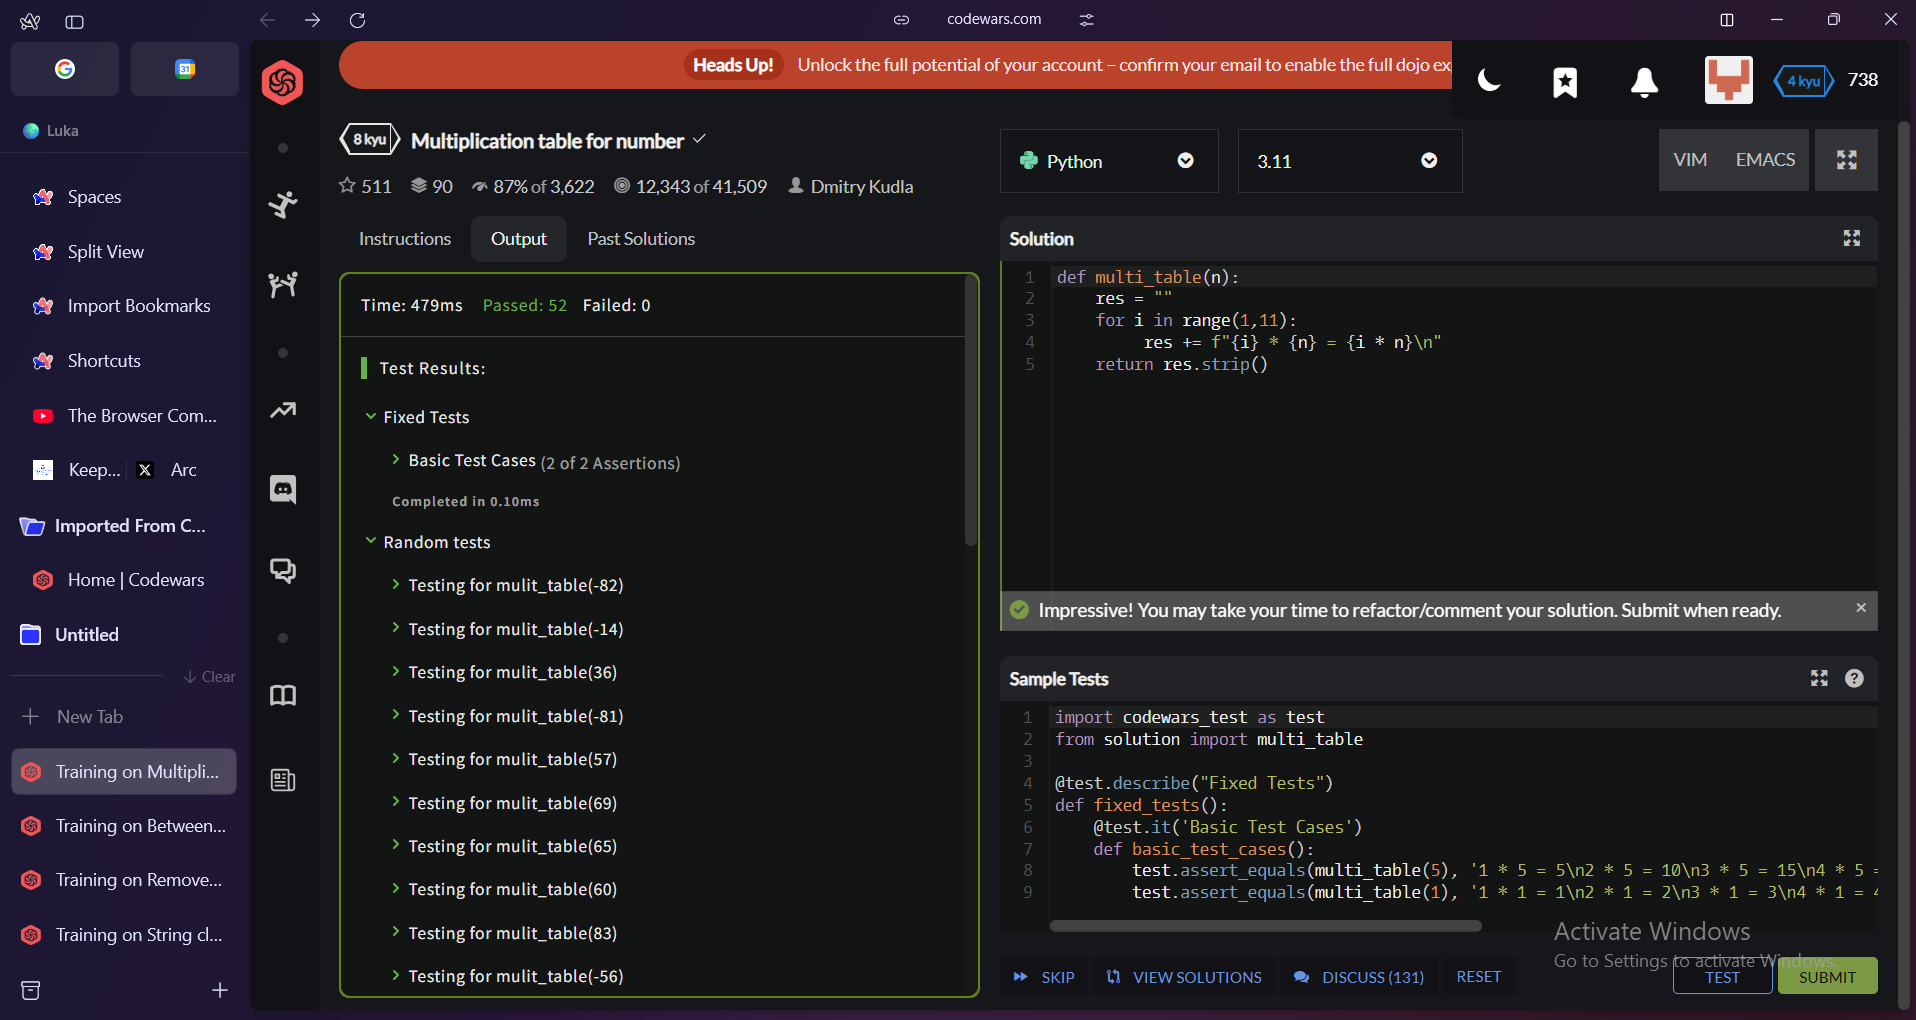 codewars.com
Luka
Spaces
Split View
Import Bookmarks
Shortcuts
The Browser Com...
Keep... X Arc
Imported From C...
Home | Codewars
Untitled
Clear
New Tab
Training on Multipli...
Training on Between...
Training on Remove...
Training on String cl...
31
Heads Up! Unlock the full potential of your account – confirm your email to enable the full dojo ex
4 kyu 738
8 kyu Multiplication table for number
511 90 87% of 3,622 12,343 of 41,509 Dmitry Kudla
Instructions Output Past Solutions
Time: 479ms Passed: 52 Failed: 0
Test Results:
Fixed Tests
Basic Test Cases (2 of 2 Assertions)
Completed in 0.10ms
Random tests
Testing for mulit_table(-82)
Testing for mulit_table(-14)
Testing for mulit_table(36)
Testing for mulit_table(-81)
Testing for mulit_table(57)
Testing for mulit_table(69)
Testing for mulit_table(65)
Testing for mulit_table(60)
Testing for mulit_table(83)
Testing for mulit_table(-56)
Python 3.11 VIM EMACS
Solution
1 def multi_table(n):
2 res = ""
3 for i in range(1,11):
4 res += f"{i} * {n} = {i * n}\n"
5 return res.strip()
Impressive! You may take your time to refactor/comment your solution. Submit when ready.
Sample Tests
1 import codewars_test as test
2 from solution import multi_table
3
4 @test.describe("Fixed Tests")
5 def fixed_tests():
6 @test.it('Basic Test Cases')
7 def basic_test_cases():
8 test.assert_equals(multi_table(5), '1 * 5 = 5\n2 * 5 = 10\n3 * 5 = 15\n4 * 5 =
9 test.assert_equals(multi_table(1), '1 * 1 = 1\n2 * 1 = 2\n3 * 1 = 3\n4 * 1 = 4
Activate Windows
Go to Settings to activate Windows.
SKIP VIEW SOLUTIONS DISCUSS (131) RESET TEST SUBMIT